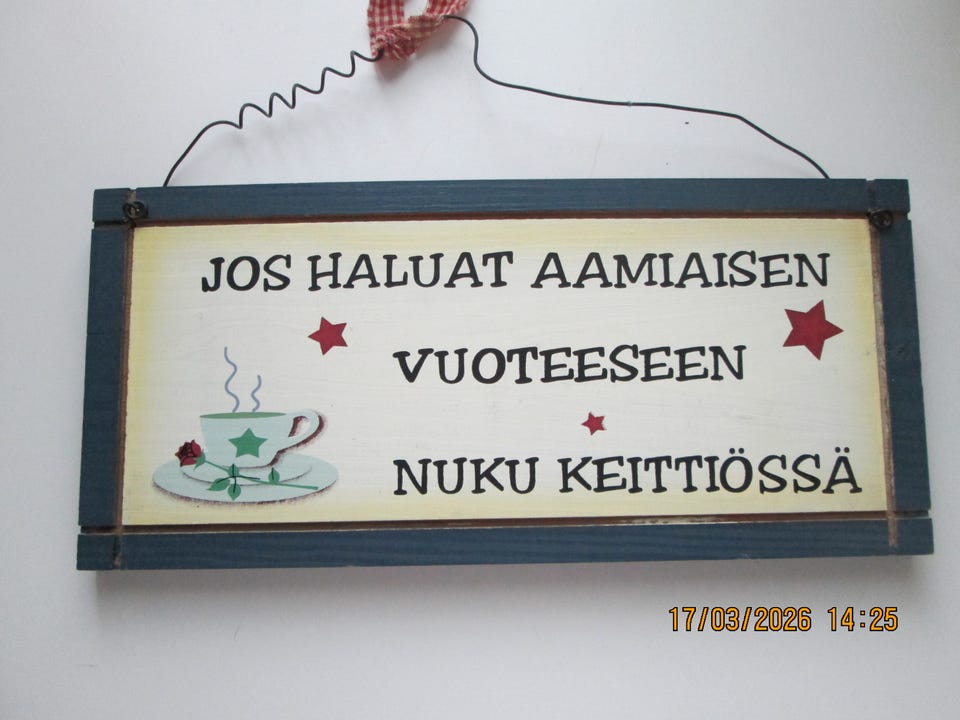 JOS HALUAT AAMIAISEN
VUOTEESEEN
NUKU KEITTIÖSSÄ
17/03/2026 14:25